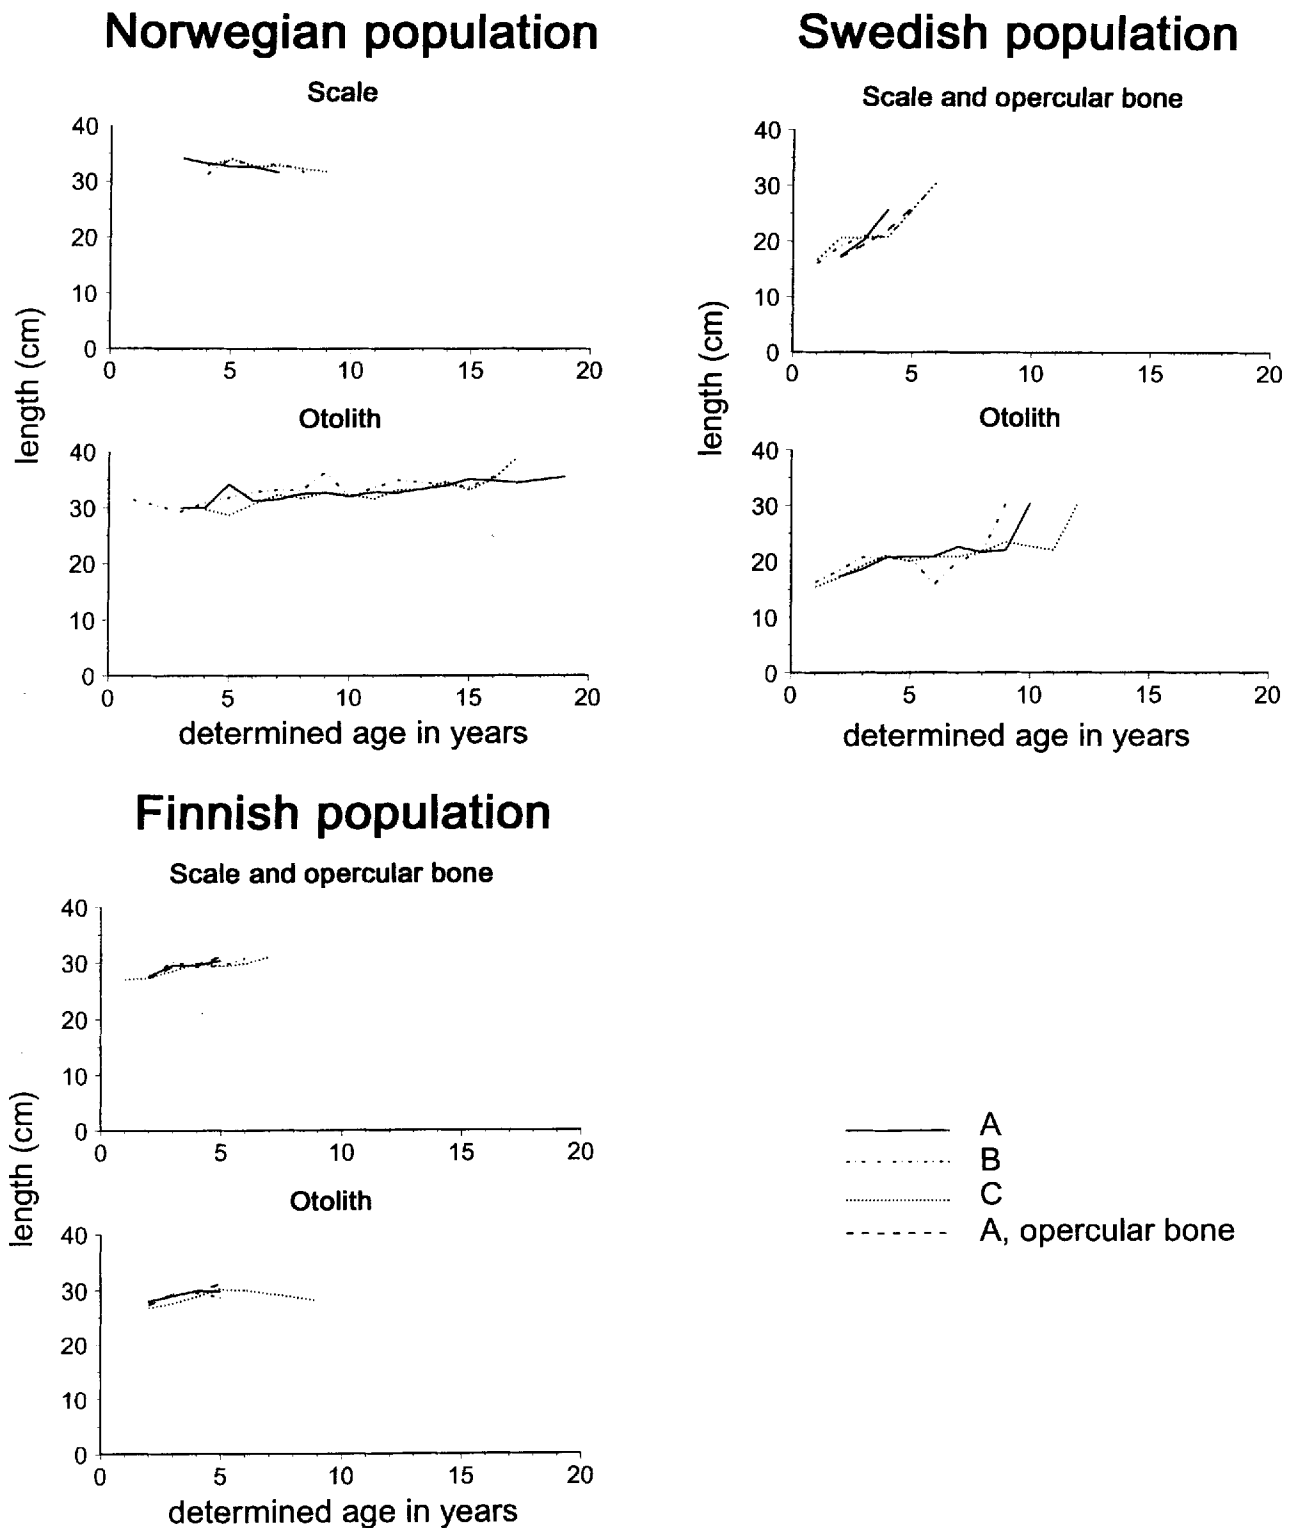 Norwegian population
Scale
40
30
20
10
0
0 5 10 15 20
Otolith
40
30
20
10
0
0 5 10 15 20
length (cm)
determined age in years
Swedish population
Scale and opercular bone
40
30
20
10
0
0 5 10 15 20
Otolith
40
30
20
10
0
0 5 10 15 20
length (cm)
determined age in years
Finnish population
Scale and opercular bone
40
30
20
10
0
0 5 10 15 20
Otolith
40
30
20
10
0
0 5 10 15 20
length (cm)
determined age in years
A
B
C
A, opercular bone